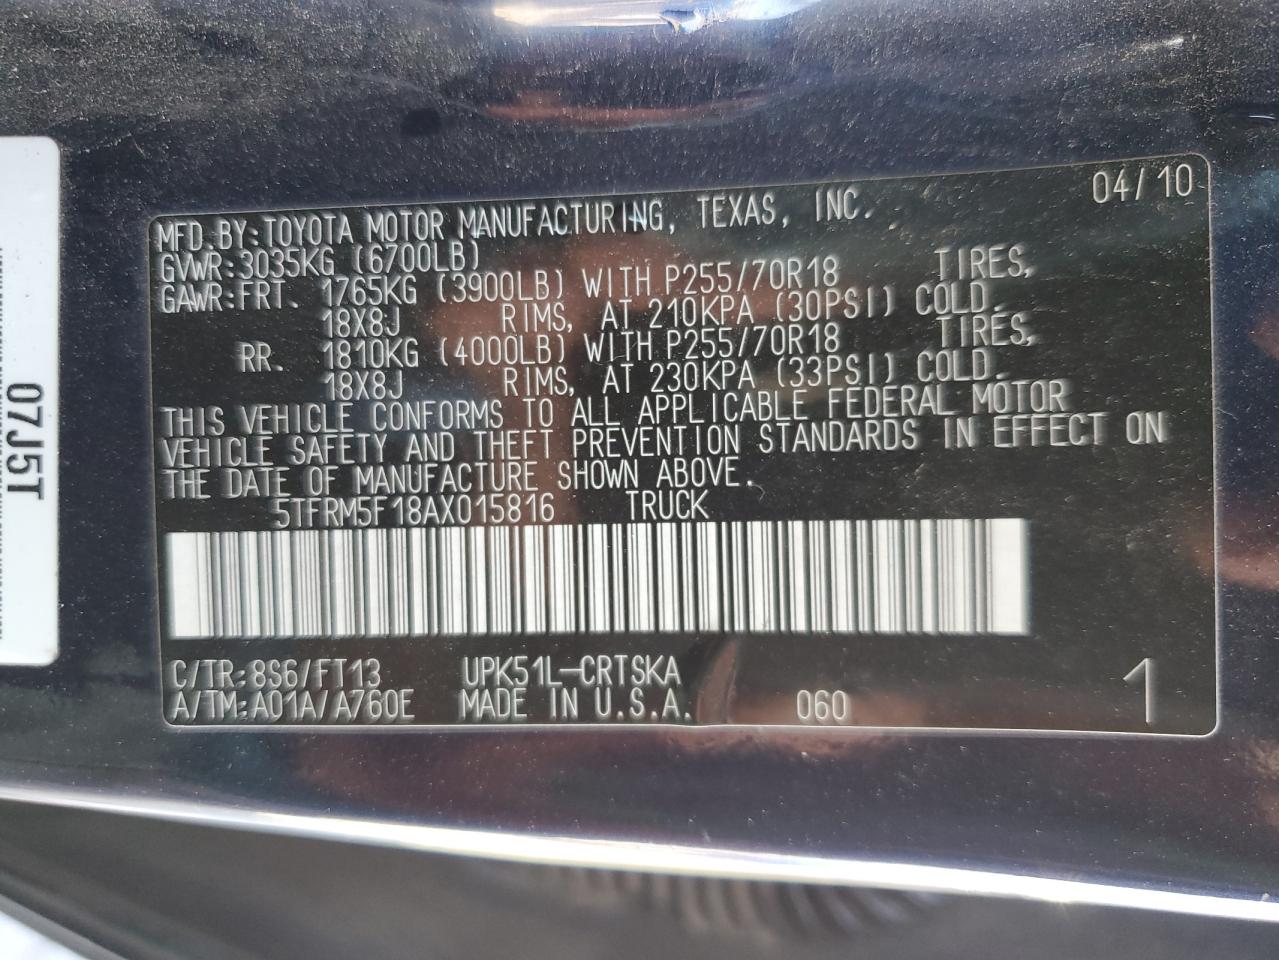 04/10
MFD.BY:TOYOTA MOTOR MANUFACTURING, TEXAS, INC.
GVWR:3035KG (6700LB)
GAWR:FRT. 1765KG (3900LB) WITH P255/70R18 TIRES,
18X8J RIMS, AT 210KPA (30PSI) COLD.
RR. 1810KG (4000LB) WITH P255/70R18 TIRES,
18X8J RIMS, AT 230KPA (33PSI) COLD.
THIS VEHICLE CONFORMS TO ALL APPLICABLE FEDERAL MOTOR
VEHICLE SAFETY AND THEFT PREVENTION STANDARDS IN EFFECT ON
THE DATE OF MANUFACTURE SHOWN ABOVE.
5TFRM5F18AX015816 TRUCK
C/TR:8S6/FT13 UPK51L-CRTSKA
A/TM:A01A/A760E MADE IN U.S.A. 060 1
07J5T